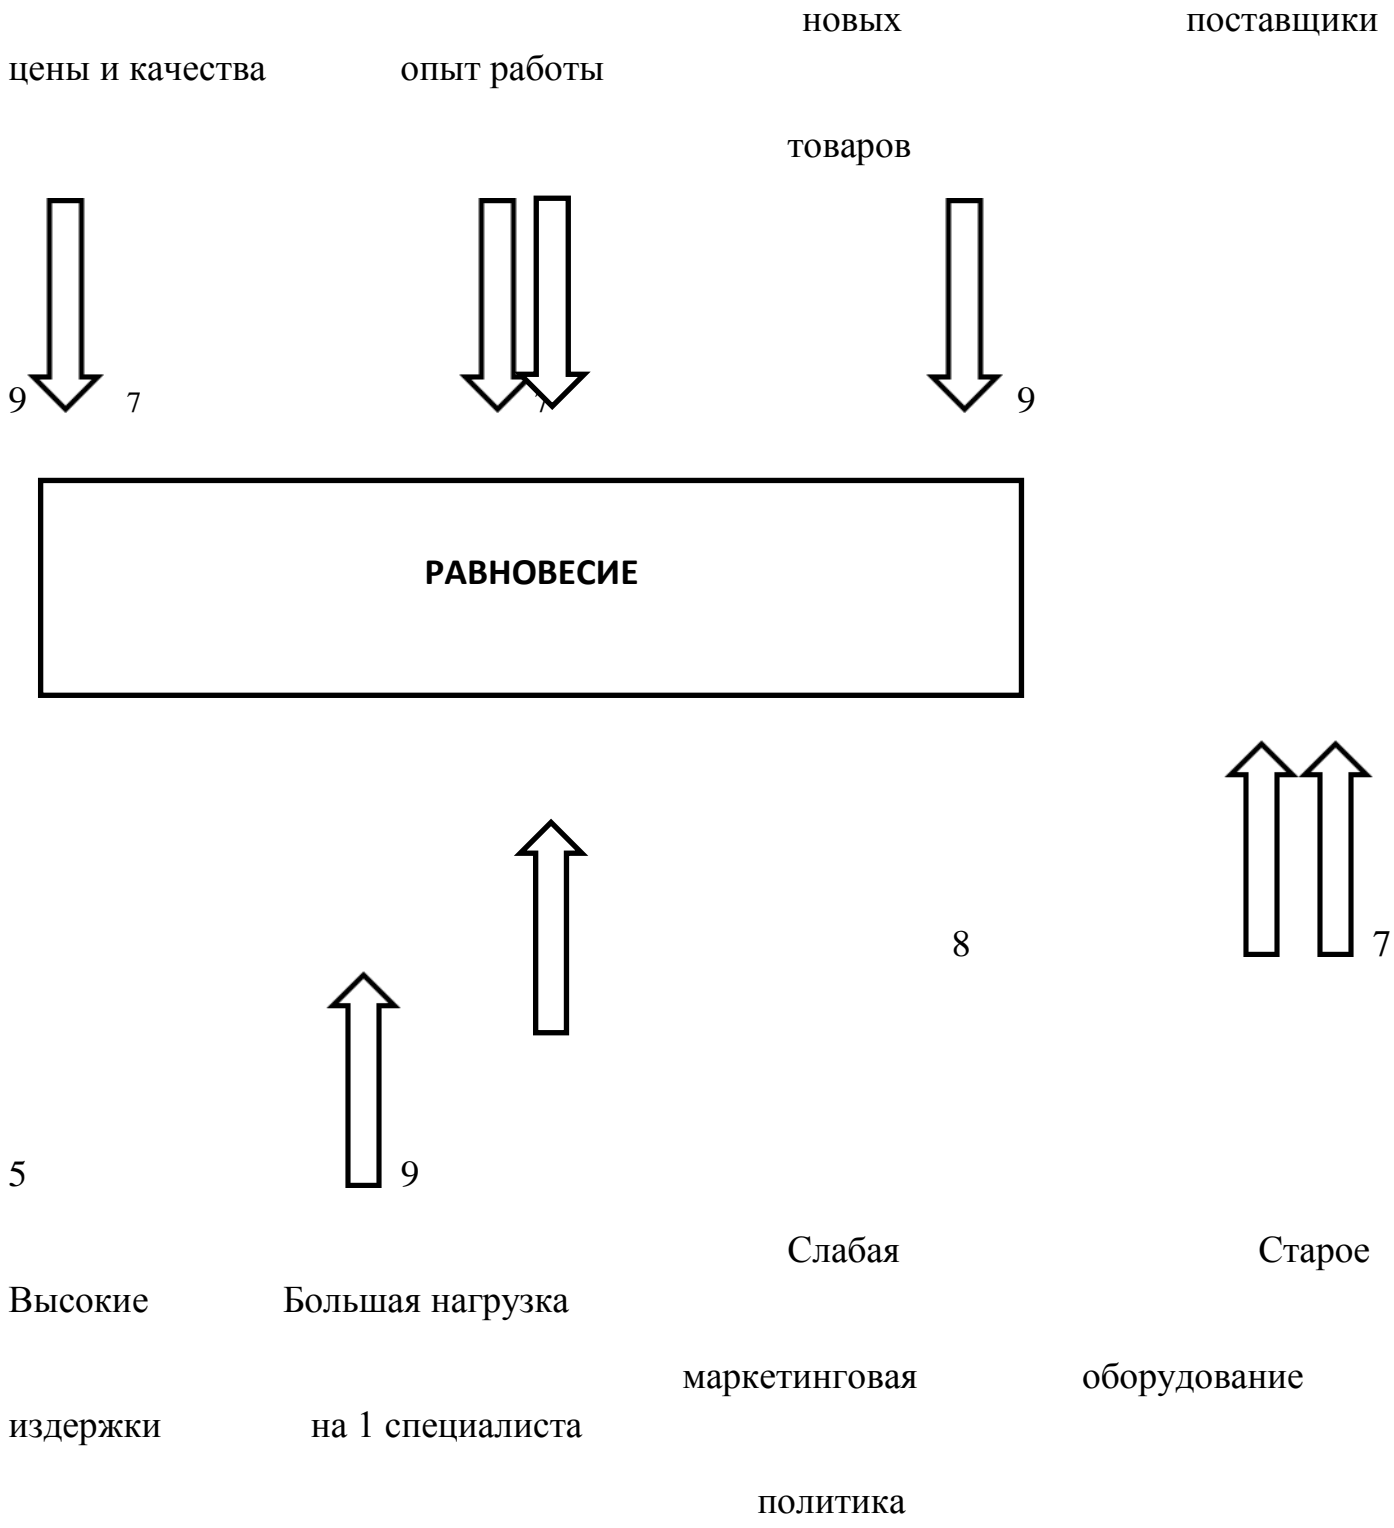 новых поставщики
цены и качества опыт работы
товаров
9 7 7 9
РАВНОВЕСИЕ
8 7
5 9
Слабая Старое
Высокие Большая нагрузка
маркетинговая оборудование
издержки на 1 специалиста
политика